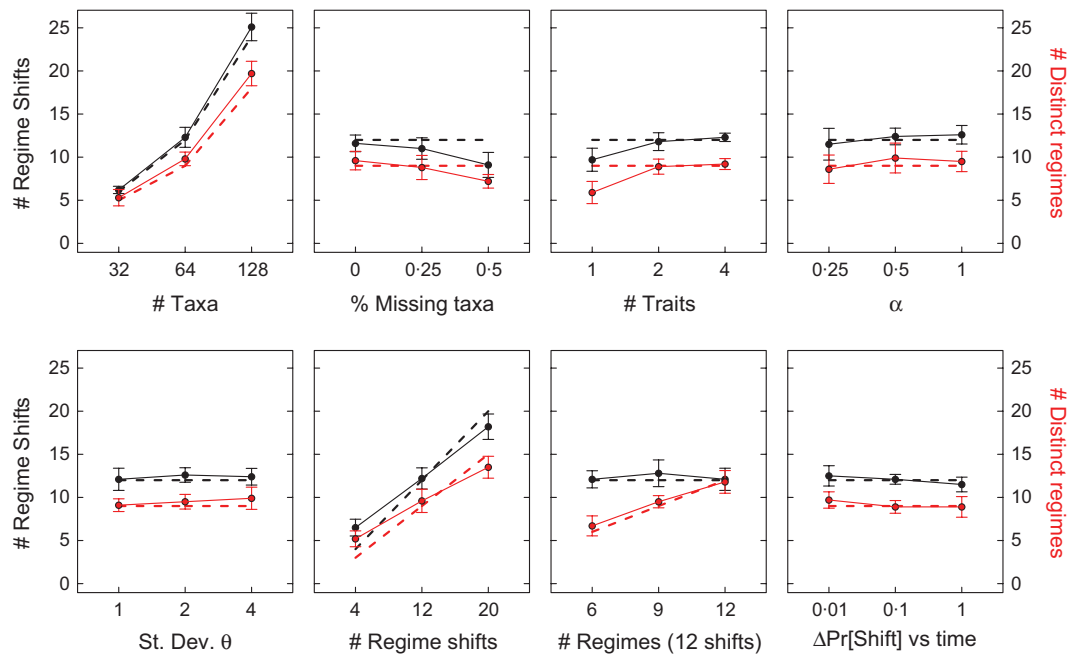 # Regime Shifts
0
5
10
15
20
25
32 64 128
# Taxa
0 0·25 0·5
% Missing taxa
1 2 4
# Traits
0·25 0·5 1
α
0
5
10
15
20
25
# Distinct regimes
# Regime Shifts
0
5
10
15
20
25
1 2 4
St. Dev. θ
4 12 20
# Regime shifts
6 9 12
# Regimes (12 shifts)
0·01 0·1 1
ΔPr[Shift] vs time
0
5
10
15
20
25
# Distinct regimes